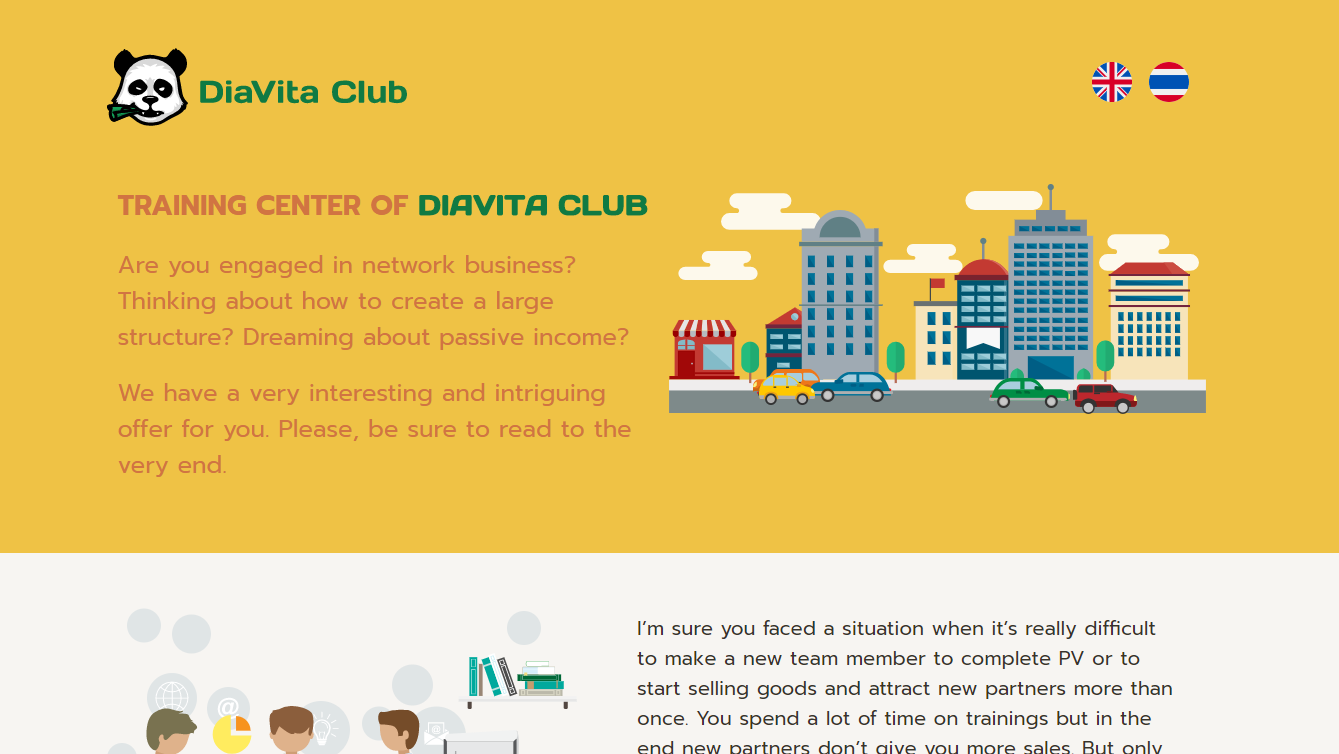 DiaVita Club
TRAINING CENTER OF DIAVITA CLUB
Are you engaged in network business?
Thinking about how to create a large
structure? Dreaming about passive income?
We have a very interesting and intriguing
offer for you. Please, be sure to read to the
very end.
I’m sure you faced a situation when it’s really difficult
to make a new team member to complete PV or to
start selling goods and attract new partners more than
once. You spend a lot of time on trainings but in the
end new partners don’t give you more sales. But only
@